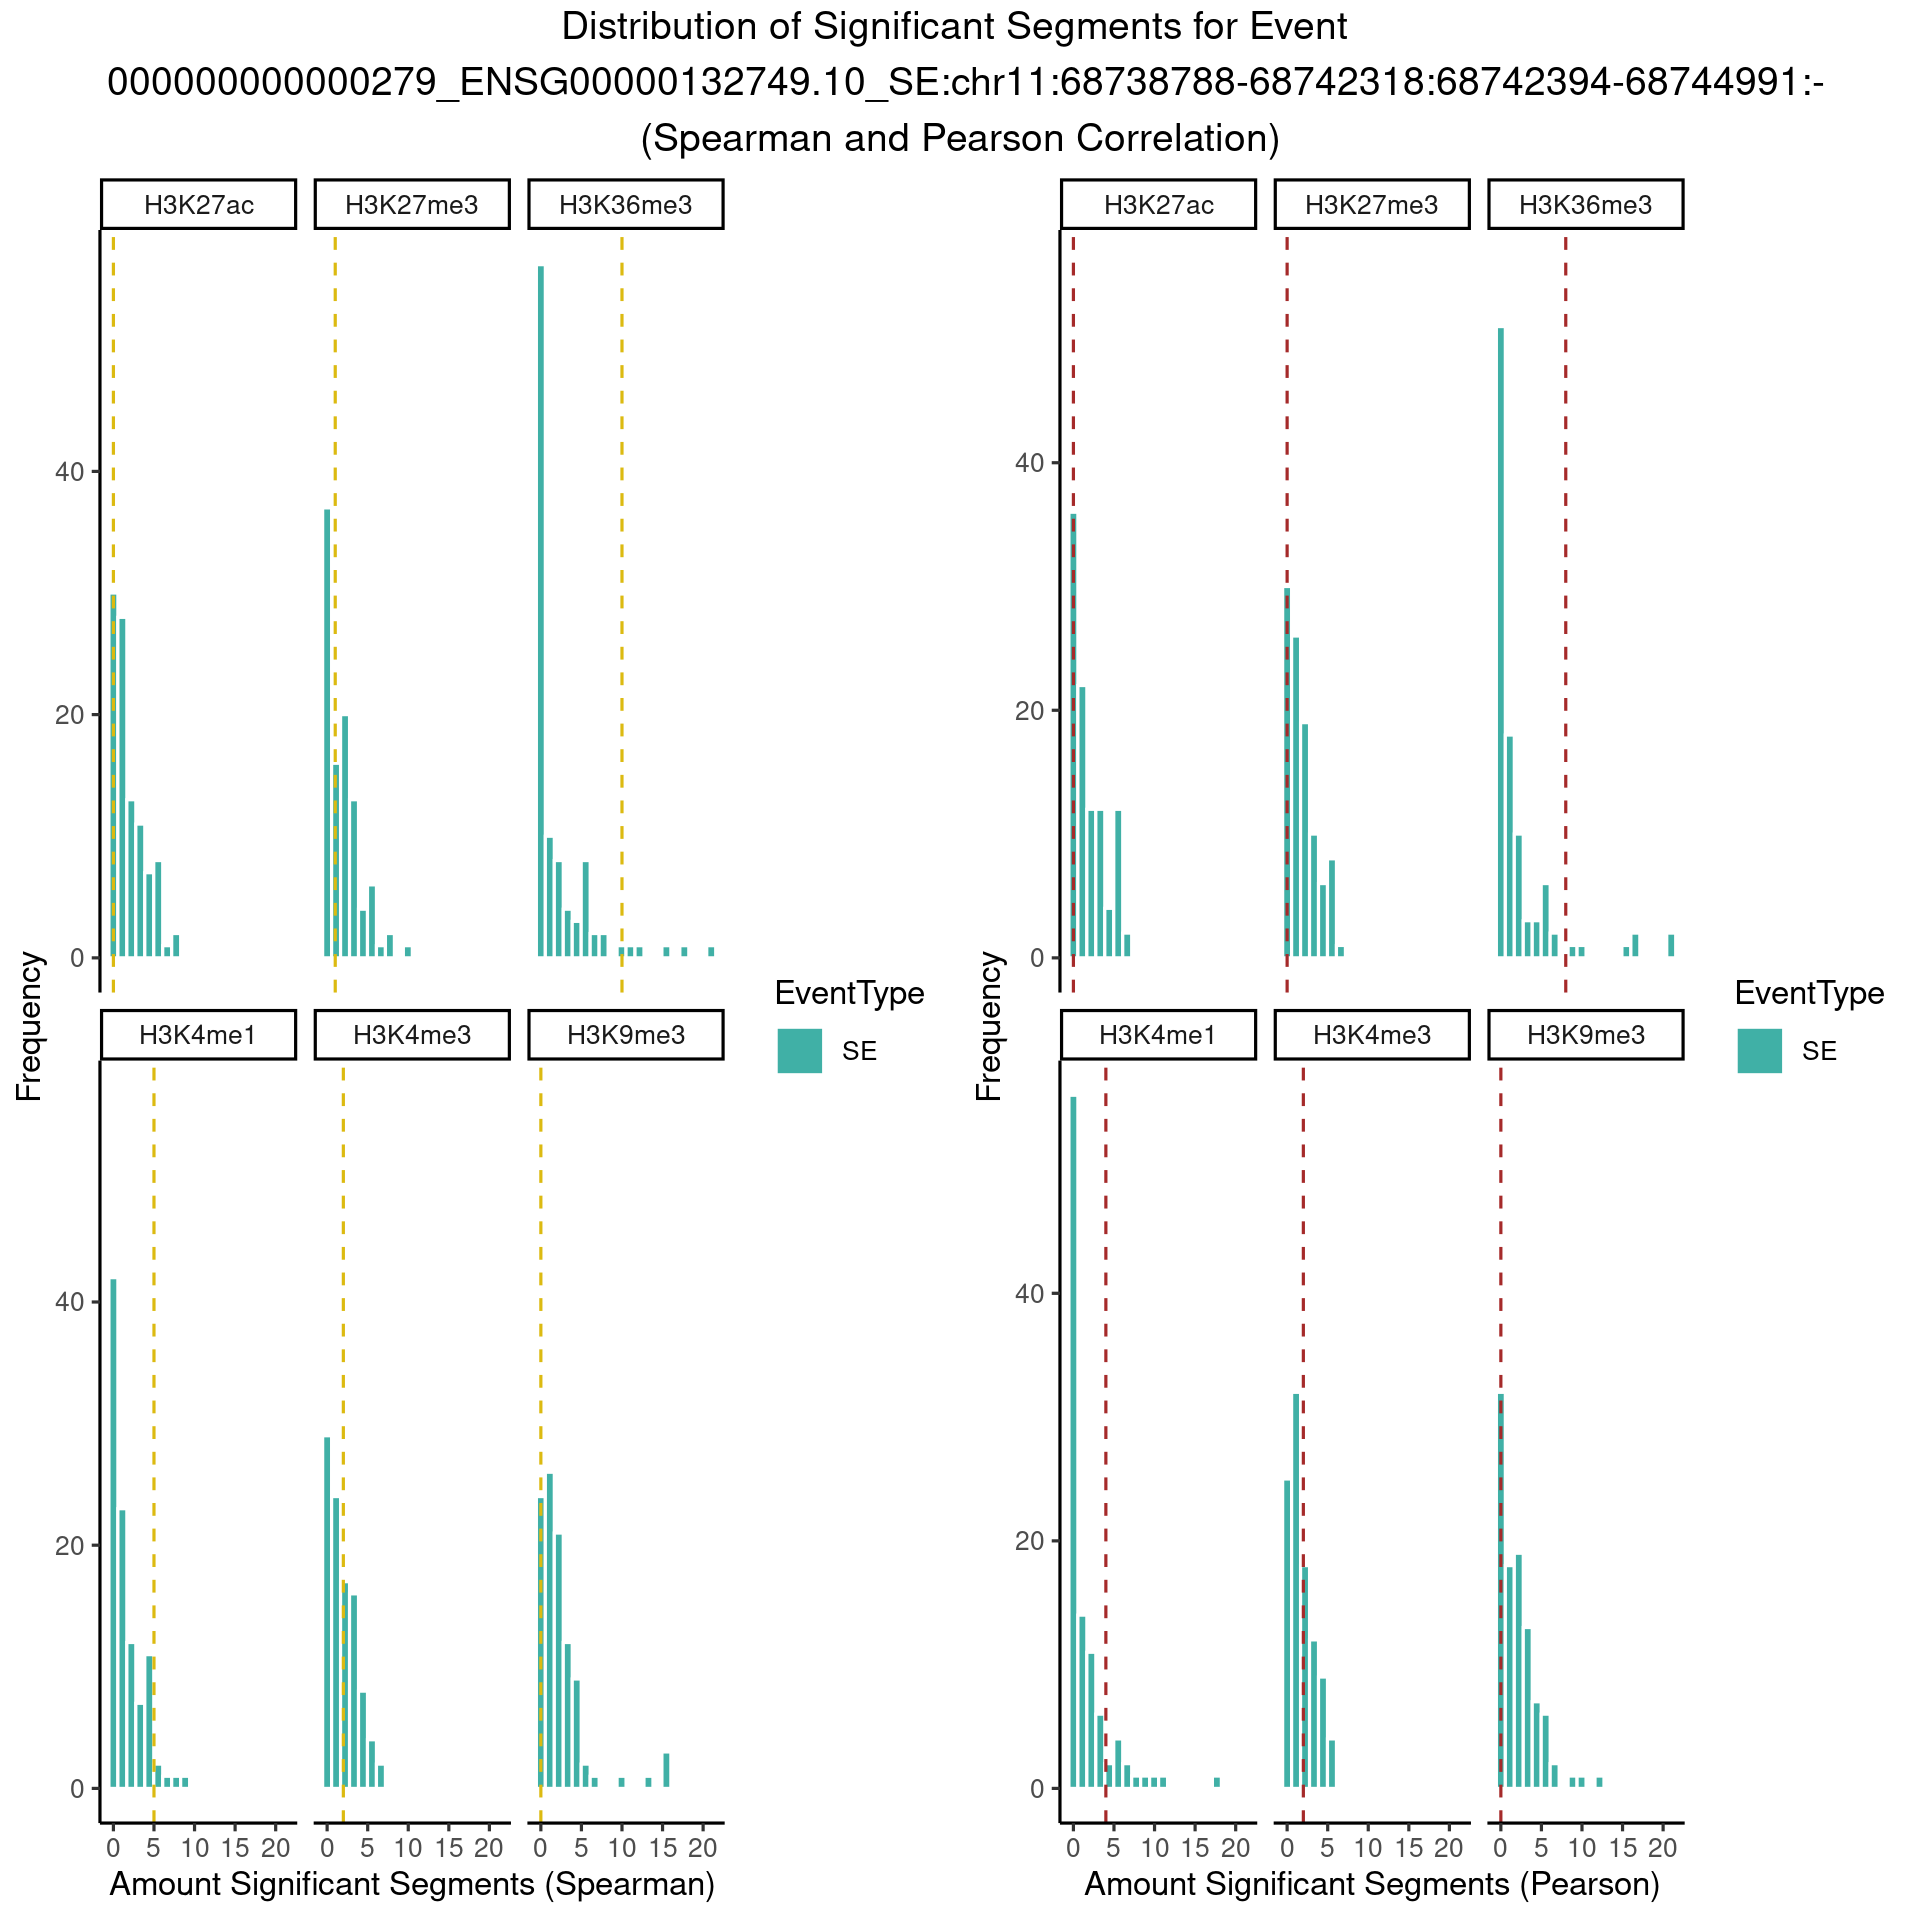 Distribution of Significant Segments for Event
000000000000279_ENSG00000132749.10_SE:chr11:68738788-68742318:68742394-68744991:-
(Spearman and Pearson Correlation)
H3K27ac H3K27me3 H3K36me3
40
20
0
H3K4me1 H3K4me3 H3K9me3
40
20
0
0 5 10 15 20 0 5 10 15 20 0 5 10 15 20
Amount Significant Segments (Spearman)
Frequency
EventType
SE
H3K27ac H3K27me3 H3K36me3
40
20
0
H3K4me1 H3K4me3 H3K9me3
40
20
0
0 5 10 15 20 0 5 10 15 20 0 5 10 15 20
Amount Significant Segments (Pearson)
Frequency
EventType
SE